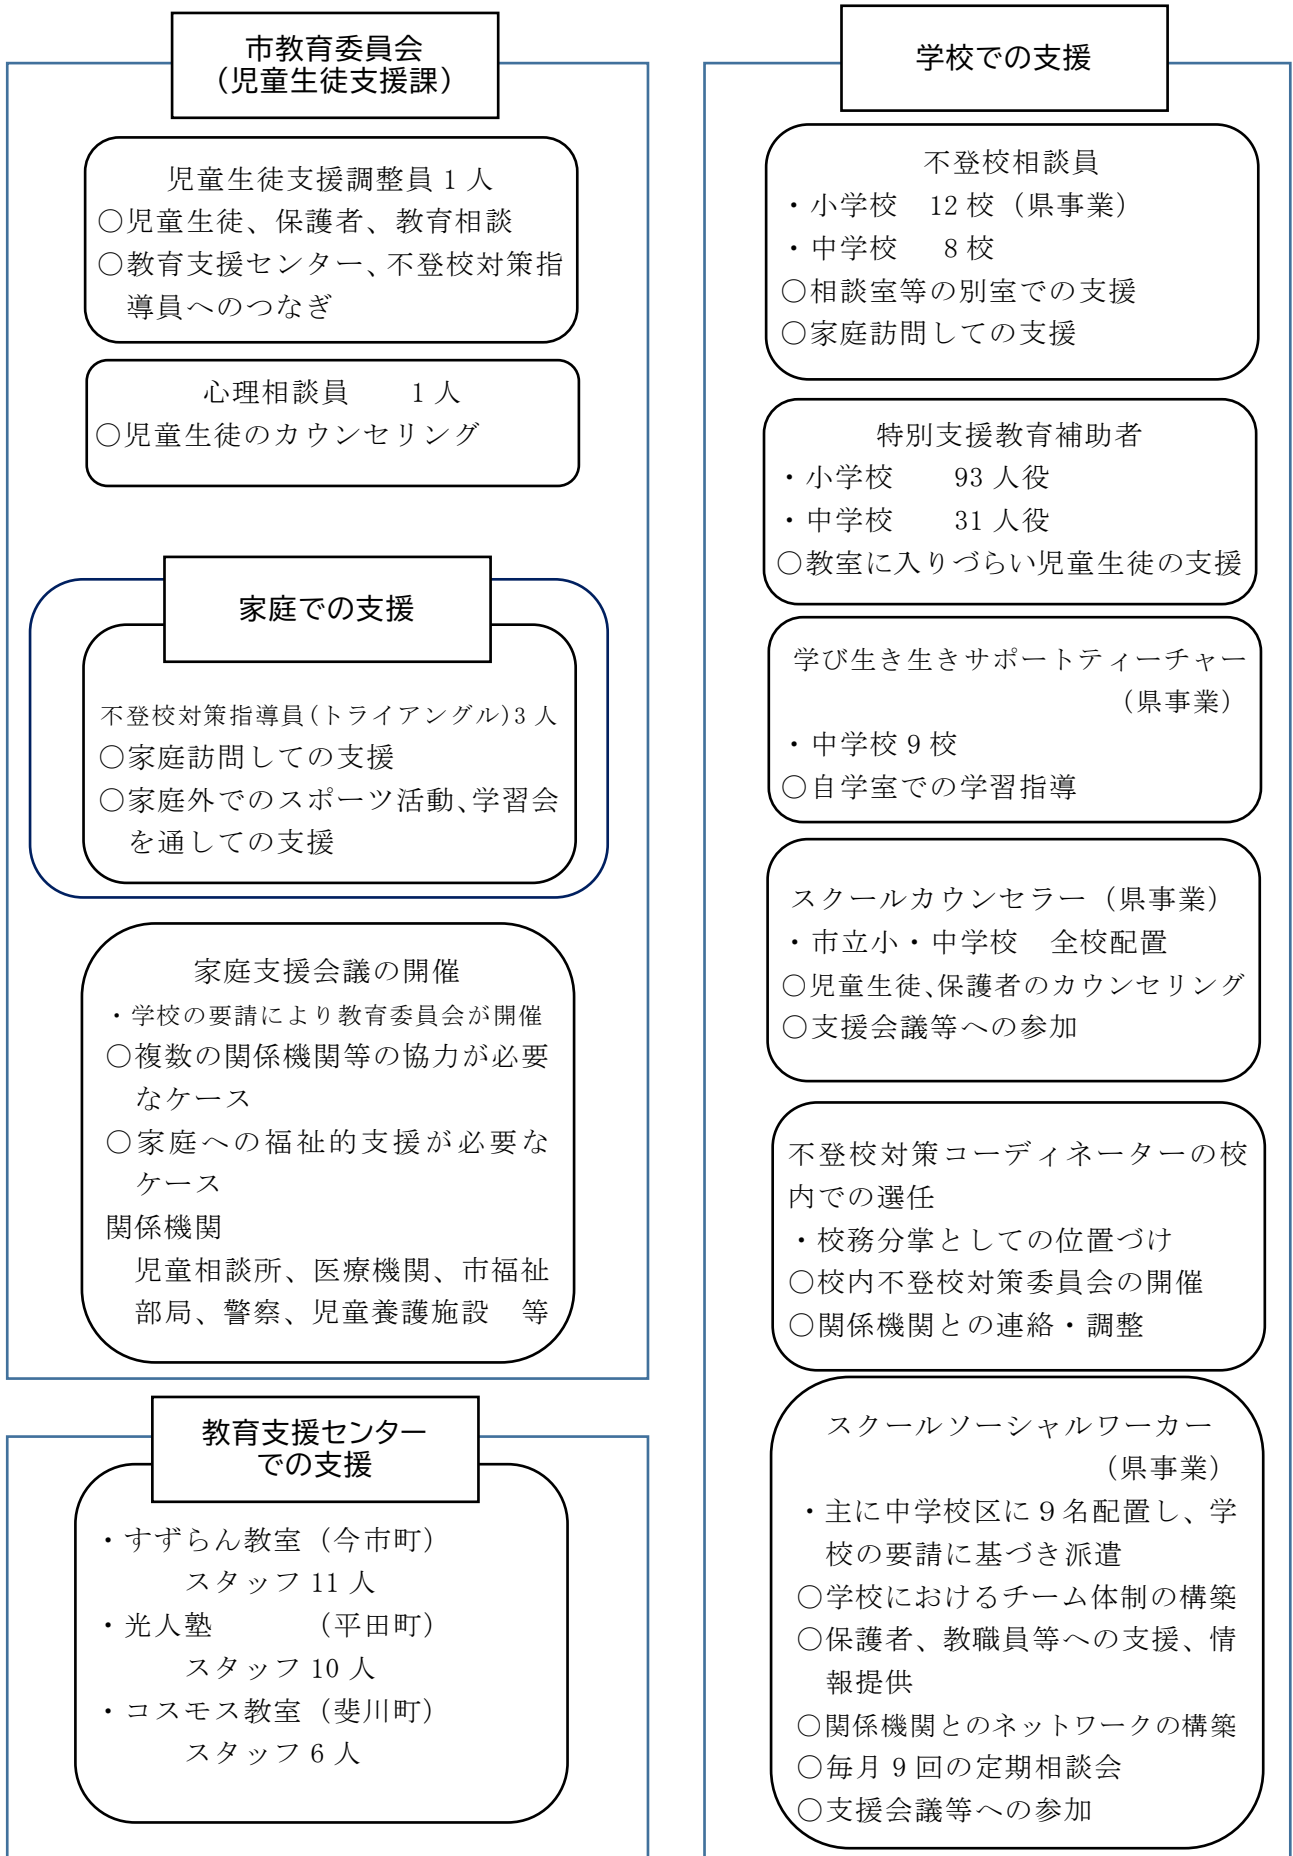 市教育委員会
（児童生徒支援課）
児童生徒支援調整員 1 人
○児童生徒、保護者、教育相談
○教育支援センター、不登校対策指
導員へのつなぎ
心理相談員　　1 人
○児童生徒のカウンセリング
家庭での支援
不登校対策指導員(トライアングル)3 人
○家庭訪問しての支援
○家庭外でのスポーツ活動、学習会
を通しての支援
家庭支援会議の開催
・学校の要請により教育委員会が開催
○複数の関係機関等の協力が必要
なケース
○家庭への福祉的支援が必要な
ケース
関係機関
児童相談所、医療機関、市福祉
部局、警察、児童養護施設　等
教育支援センター
での支援
・すずらん教室（今市町）
スタッフ 11 人
・光人塾　　　（平田町）
スタッフ 10 人
・コスモス教室（斐川町）
スタッフ 6 人
学校での支援
不登校相談員
・小学校　12 校（県事業）
・中学校　 8 校
○相談室等の別室での支援
○家庭訪問しての支援
特別支援教育補助者
・小学校　　93 人役
・中学校　　31 人役
○教室に入りづらい児童生徒の支援
学び生き生きサポートティーチャー
（県事業）
・中学校 9 校
○自学室での学習指導
スクールカウンセラー（県事業）
・市立小・中学校　全校配置
○児童生徒、保護者のカウンセリング
○支援会議等への参加
不登校対策コーディネーターの校
内での選任
・校務分掌としての位置づけ
○校内不登校対策委員会の開催
○関係機関との連絡・調整
スクールソーシャルワーカー
（県事業）
・主に中学校区に９名配置し、学
校の要請に基づき派遣
○学校におけるチーム体制の構築
○保護者、教職員等への支援、情
報提供
○関係機関とのネットワークの構築
○毎月 9 回の定期相談会
○支援会議等への参加